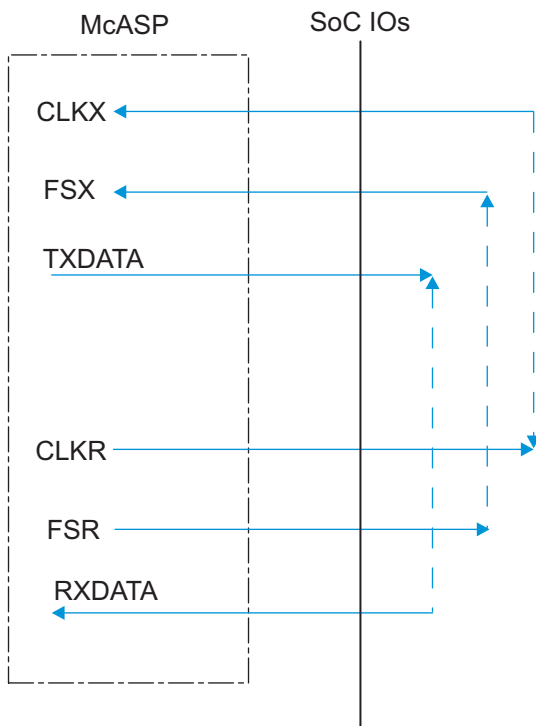 McASP
SoC IOs
CLKX
FSX
TXDATA
CLKR
FSR
RXDATA